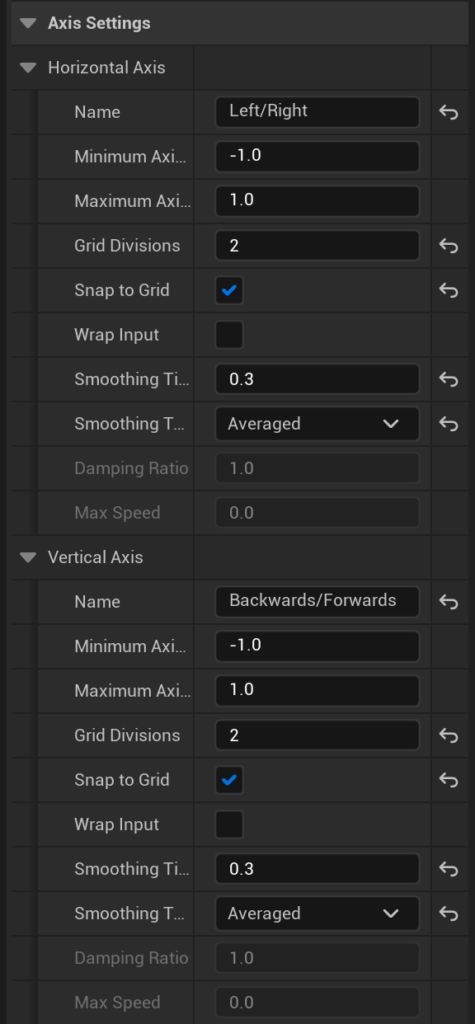 Axis Settings
Horizontal Axis
Name Left/Right
Minimum Axi... -1.0
Maximum Axi... 1.0
Grid Divisions 2
Snap to Grid
Wrap Input
Smoothing Ti... 0.3
Smoothing T... Averaged
Damping Ratio 1.0
Max Speed 0.0
Vertical Axis
Name Backwards/Forwards
Minimum Axi... -1.0
Maximum Axi... 1.0
Grid Divisions 2
Snap to Grid
Wrap Input
Smoothing Ti... 0.3
Smoothing T... Averaged
Damping Ratio 1.0
Max Speed 0.0